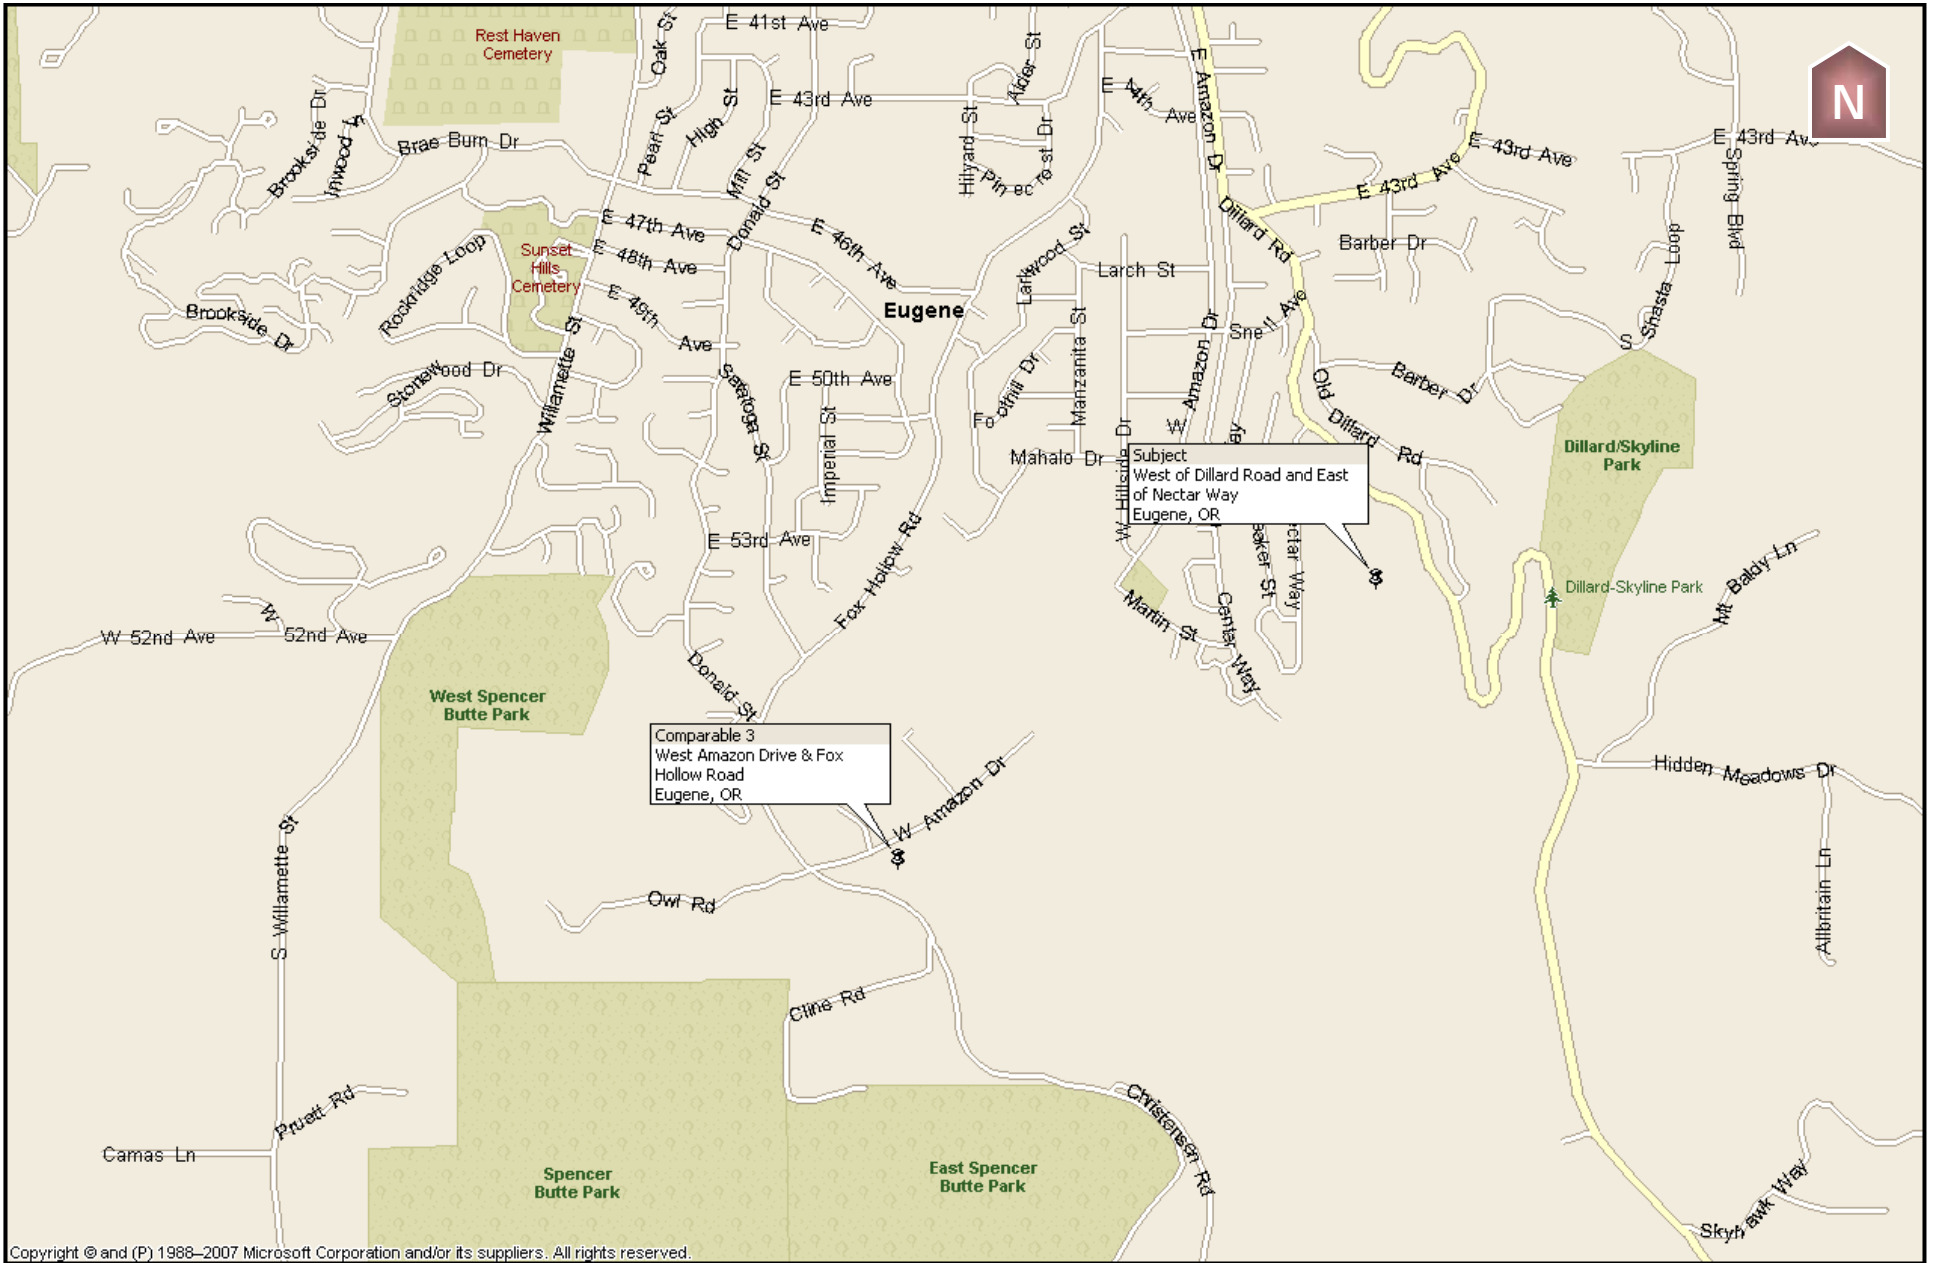 Rest Haven
Cemetery
Oak St
E 41st Ave
Alder St
E 44th Ave
E Amazon Dr
N
E 43rd Ave
E 43rd Ave
E 43rd Ave
E 43rd Ave
Spring Blvd
Brookside Dr
Inwood
Brae Burn Dr
Pearl St
High St
Mill St
Donald St
Hilyard St
Pinecrest Dr
Dillard Rd
Barber Dr
Shasta Loop
S
E 47th Ave
E 48th Ave
E 49th Ave
E 46th Ave
Sunset
Hills
Cemetery
Rockridge Loop
Brookside Dr
Eugene
Larkwood St
Larch St
Snell Ave
Manzanita St
W Amazon Dr
Stonewood Dr
Willamette St
Saratoga St
E 50th Ave
Imperial St
Foothill Dr
Mahalo Dr
W Hillside Dr
Old Dillard Rd
Barber Dr
Dillard/Skyline
Park
Subject
West of Dillard Road and East
of Nectar Way
Eugene, OR
E 53rd Ave
Fox Hollow Rd
Martin St
Center Way
Dillard-Skyline Park
Mt Baldy Ln
W 52nd Ave
W 52nd Ave
West Spencer
Butte Park
Donald St
Comparable 3
West Amazon Drive & Fox
Hollow Road
Eugene, OR
W Amazon Dr
Hidden Meadows Dr
Allbritain Ln
S Willamette St
Owl Rd
Cline Rd
Pruett Rd
Camas Ln
Christensen Rd
Spencer
Butte Park
East Spencer
Butte Park
Skyhawk Way
Copyright © and (P) 1988–2007 Microsoft Corporation and/or its suppliers. All rights reserved.